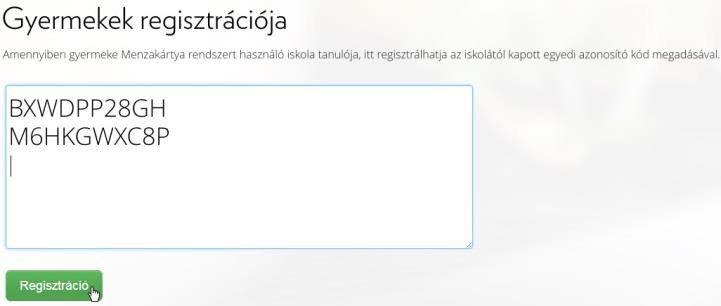 Gyermekek regisztrációja
Amennyiben gyermeke Menzakártya rendszert használó iskola tanulója, itt regisztrálhatja az iskolától kapott egyedi azonosító kód megadásával.
BXWDPP28GH
M6HKGWXC8P
Regisztráció